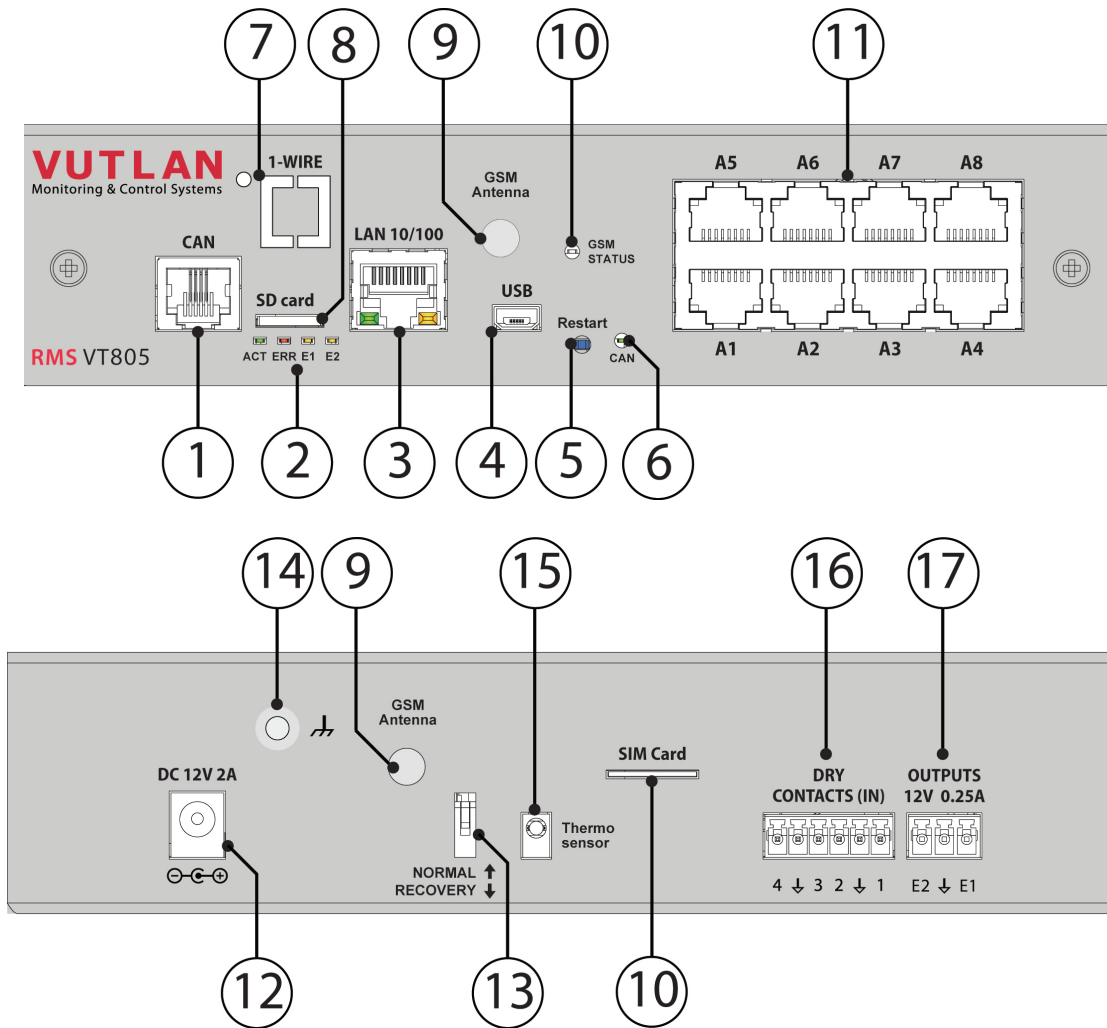 7
8
9
10
11
VUTLAN
Monitoring & Control Systems
1-WIRE
GSM
Antenna
A5 A6 A7 A8
CAN
LAN 10/100
GSM
STATUS
SD card
USB
Restart
ACT ERR E1 E2
CAN
RMS VT805
A1 A2 A3 A4
1
2
3
4
5
6
14
9
15
16
17
GSM
Antenna
DC 12V 2A
SIM Card
DRY
CONTACTS (IN)
OUTPUTS
12V 0.25A
Thermo
sensor
NORMAL
RECOVERY
4 3 2 1
E2 E1
12
13
10